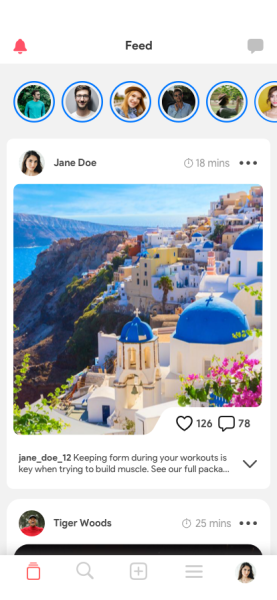 Feed
Jane Doe
18 mins
126
78
jane_doe_12 Keeping form during your workouts is
key when trying to build muscle. See our full packa...
Tiger Woods
25 mins